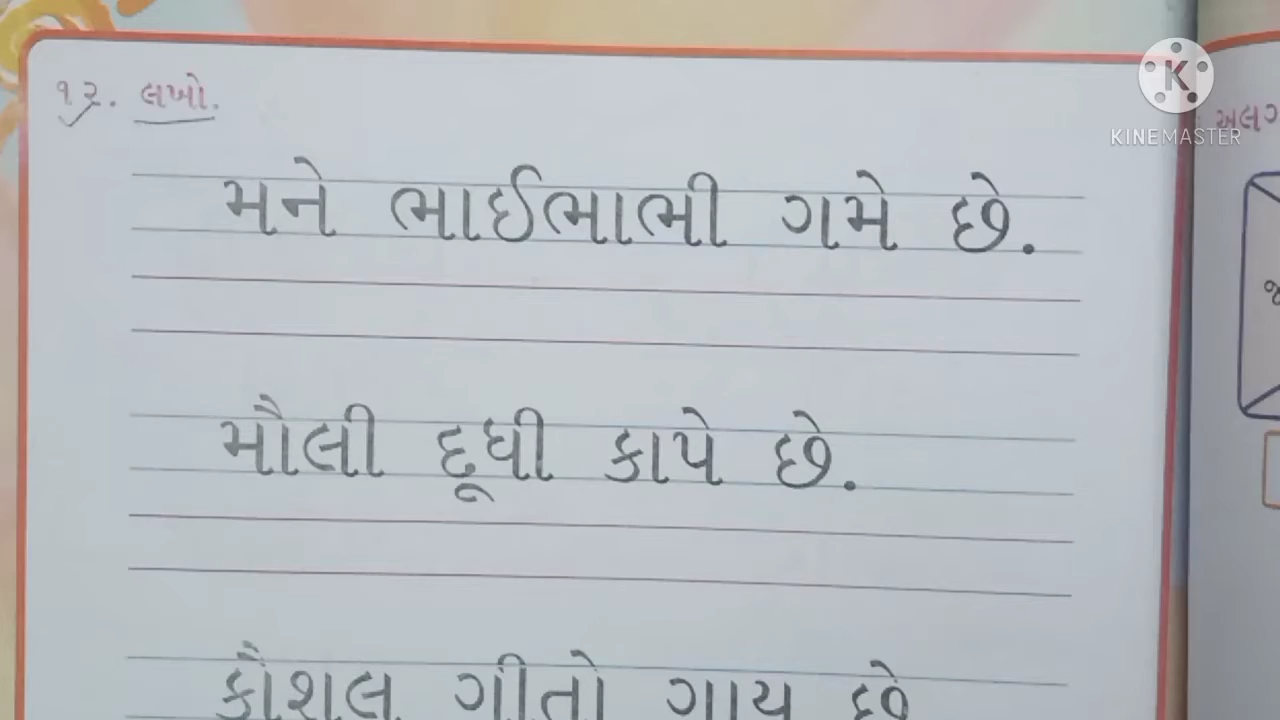 ૧૨. લખો.
મને ભાઈભાભી ગમે છે.
મૌલી દૂધી કાપે છે.
કૌશલ ગીતો ગાય છે
KINEMASTER